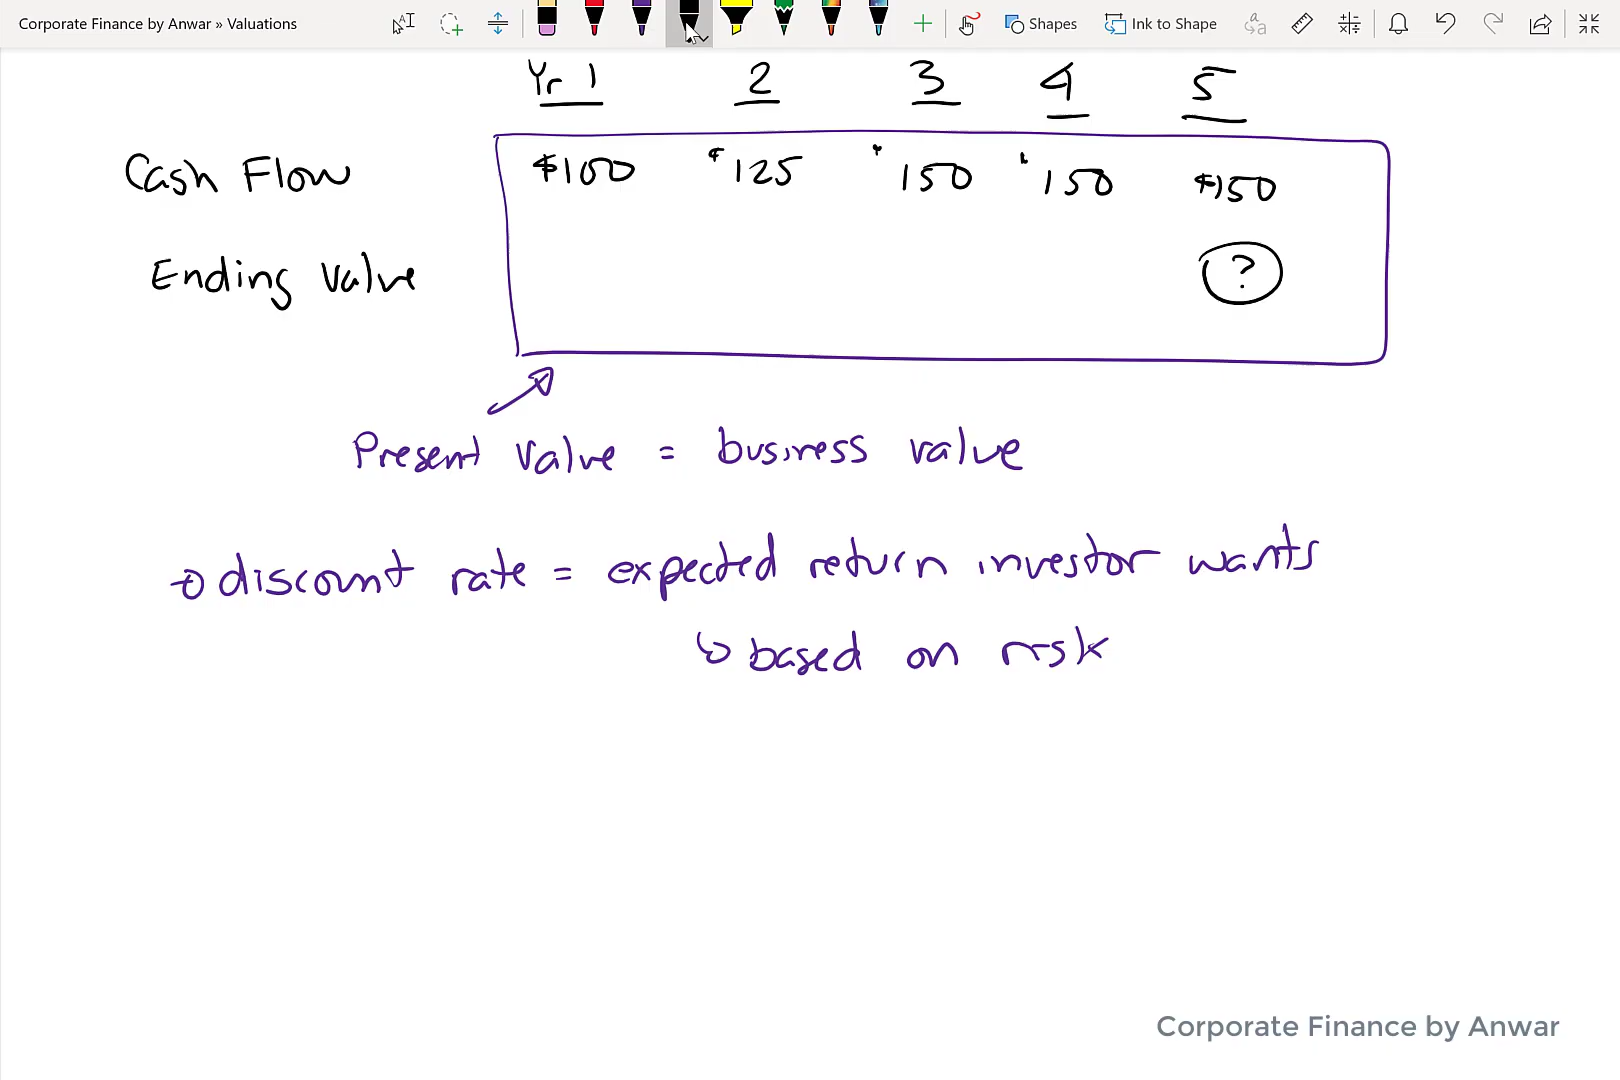 Corporate Finance by Anwar » Valuations
Shapes
Ink to Shape
Yr 1 2 3 4 5
Cash Flow $100 $125 $150 $150 $150
Ending Value ?
Present Value = business value
discount rate = expected return investor wants
based on risk
Corporate Finance by Anwar